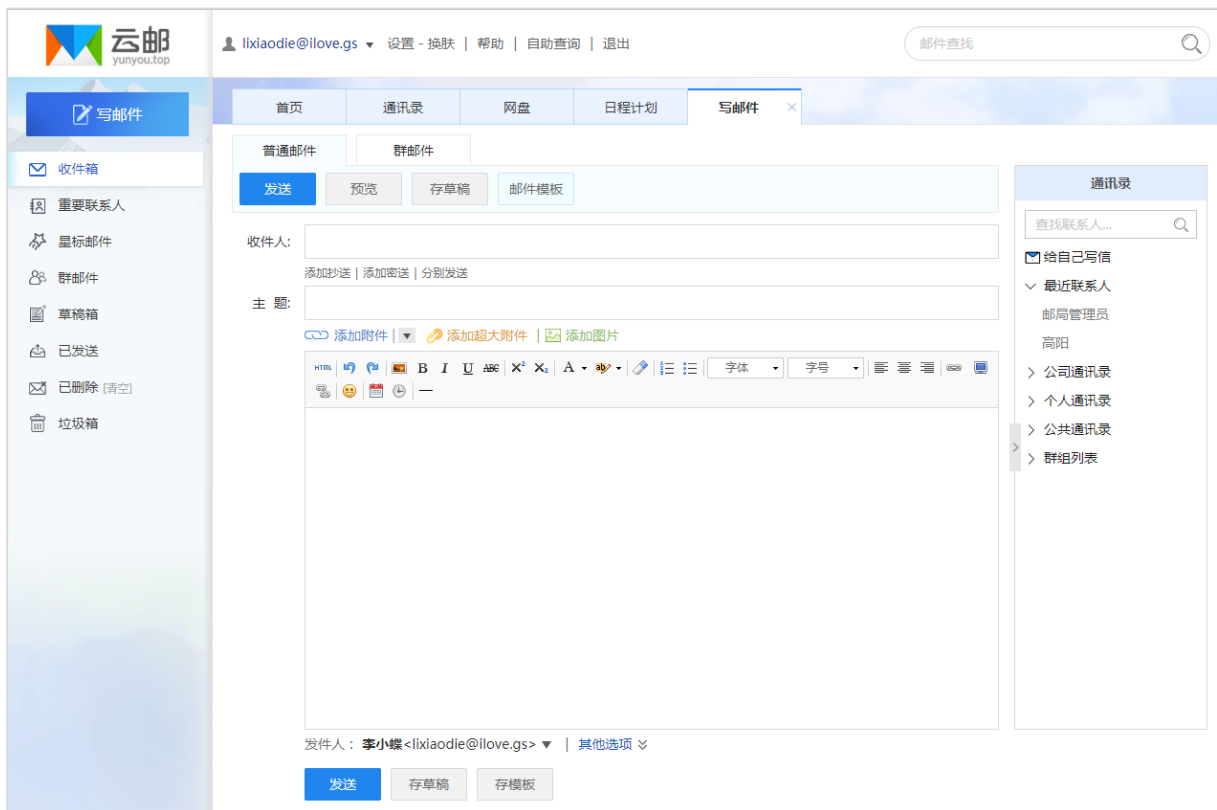 云邮
yunyou.top
lixiaodie@ilove.gs ▼ 设置 - 换肤 | 帮助 | 自助查询 | 退出
邮件查找
写邮件
收件箱
重要联系人
星标邮件
群邮件
草稿箱
已发送
已删除 [清空]
垃圾箱
首页 通讯录 网盘 日程计划 写邮件 ×
普通邮件 群邮件
发送 预览 存草稿 邮件模板
收件人:
添加抄送 | 添加密送 | 分别发送
主 题:
添加附件 | ▼ 添加超大附件 | 添加图片
HTML B I U ABC X² X₂ A ab 字体 字号
发件人： 李小蝶<lixiaodie@ilove.gs> ▼ | 其他选项
发送 存草稿 存模板
通讯录
查找联系人...
给自己写信
最近联系人
邮局管理员
高阳
公司通讯录
个人通讯录
公共通讯录
群组列表